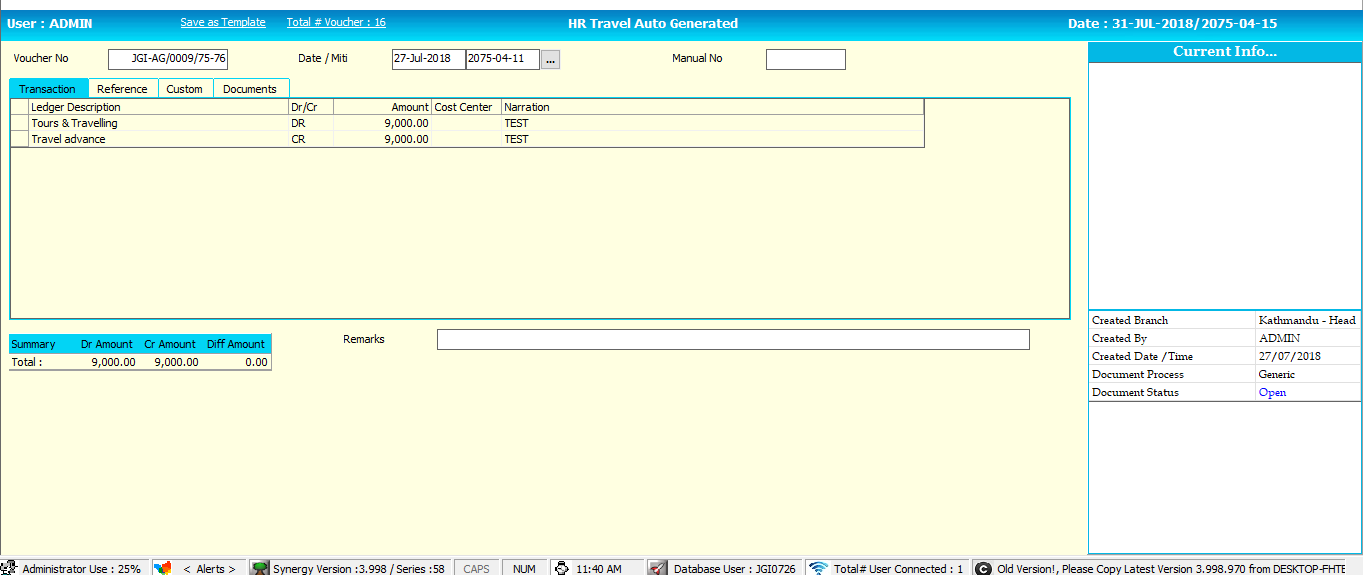 User : ADMIN Save as Template Total # Voucher : 16 HR Travel Auto Generated Date : 31-JUL-2018/2075-04-15
Voucher No JGI-AG/0009/75-76 Date / Miti 27-Jul-2018 2075-04-11 ... Manual No
Current Info...
Transaction Reference Custom Documents
Ledger Description Dr/Cr Amount Cost Center Narration
Tours & Travelling DR 9,000.00 TEST
Travel advance CR 9,000.00 TEST
Summary Dr Amount Cr Amount Diff Amount
Total : 9,000.00 9,000.00 0.00
Remarks
Created Branch Kathmandu - Head
Created By ADMIN
Created Date /Time 27/07/2018
Document Process Generic
Document Status Open
Administrator Use : 25% < Alerts > Synergy Version :3.998 / Series :58 CAPS NUM 11:40 AM Database User : JGI0726 Total# User Connected : 1 C Old Version!, Please Copy Latest Version 3.998.970 from DESKTOP-FHTE